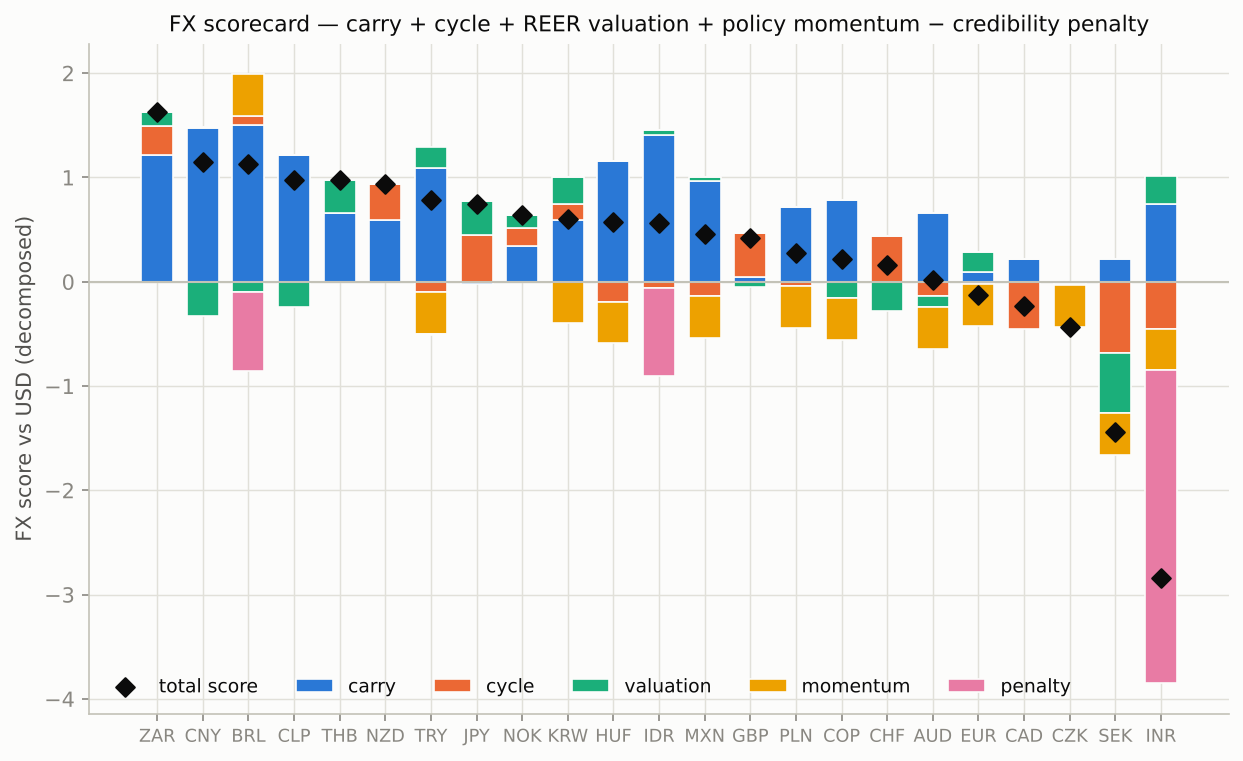 FX scorecard — carry + cycle + REER valuation + policy momentum − credibility penalty
FX score vs USD (decomposed)
2
1
0
−1
−2
−3
−4
total score carry cycle valuation momentum penalty
ZAR CNY BRL CLP THB NZD TRY JPY NOK KRW HUF IDR MXN GBP PLN COP CHF AUD EUR CAD CZK SEK INR